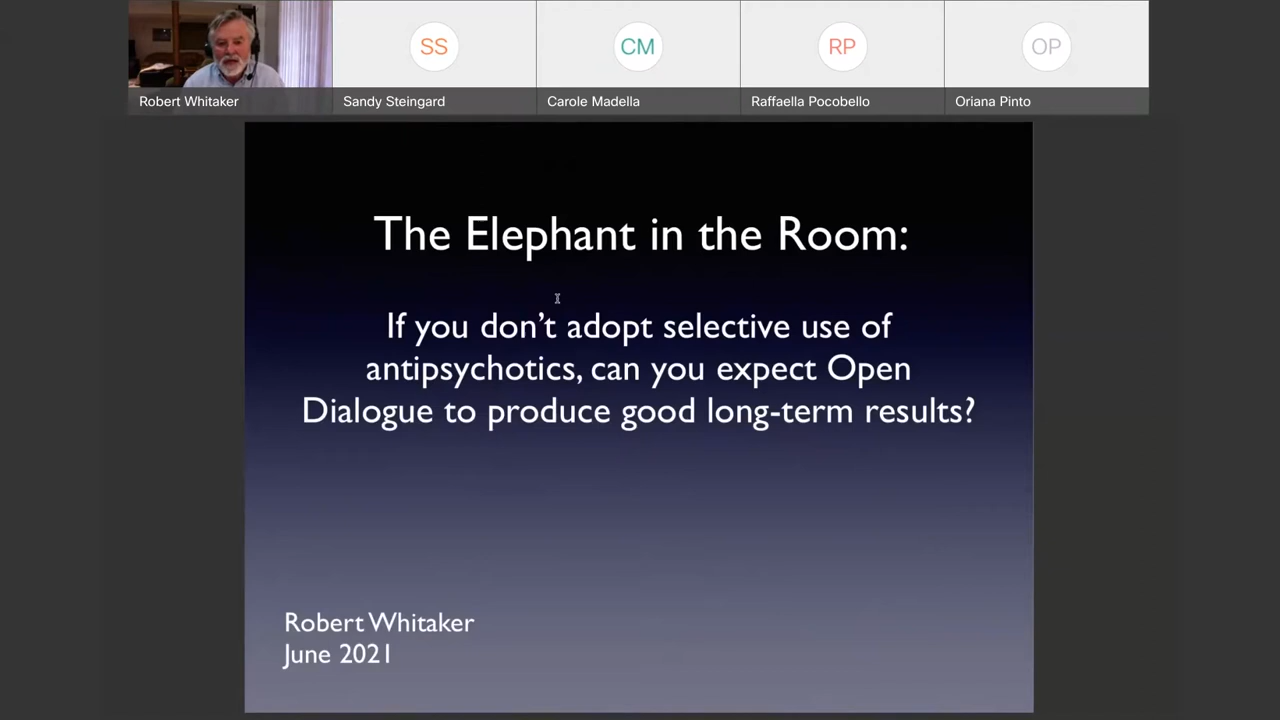 SS
CM
RP
OP
Robert Whitaker
Sandy Steingard
Carole Madella
Raffaella Pocobello
Oriana Pinto
The Elephant in the Room:
If you don’t adopt selective use of
antipsychotics, can you expect Open
Dialogue to produce good long-term results?
Robert Whitaker
June 2021